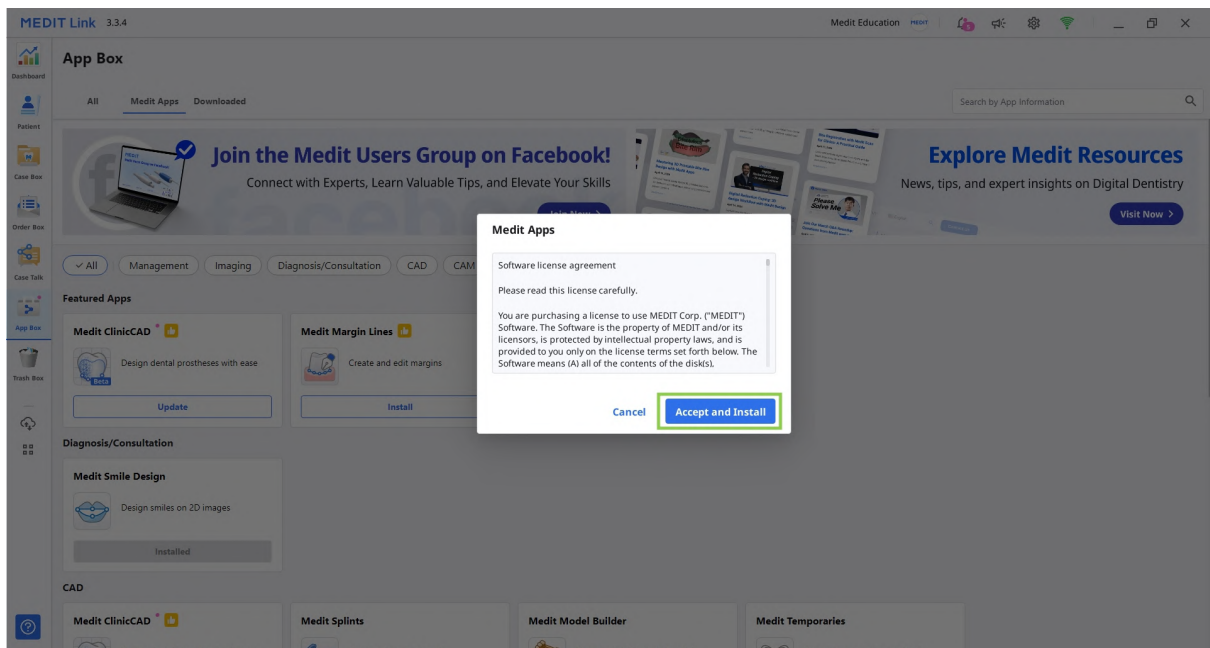 MEDIT Link 3.3.4
Medit Education MEDIT
Dashboard
Patient
Case Box
Order Box
Case Talk
App Box
Trash Box
App Box
All Medit Apps Downloaded
Search by App Information
Join the Medit Users Group on Facebook!
Connect with Experts, Learn Valuable Tips, and Elevate Your Skills
Join Now >
Please
Solve Me
Explore Medit Resources
News, tips, and expert insights on Digital Dentistry
Visit Now >
All Management Imaging Diagnosis/Consultation CAD CAM
Featured Apps
Medit ClinicCAD *
Beta
Design dental prostheses with ease
Update
Medit Margin Lines
Create and edit margins
Install
Medit Apps
Software license agreement
Please read this license carefully.
You are purchasing a license to use MEDIT Corp. ("MEDIT")
Software. The Software is the property of MEDIT and/or its
licensors, is protected by intellectual property laws, and is
provided to you only on the license terms set forth below. The
Software means (A) all of the contents of the disk(s),
Cancel Accept and Install
Diagnosis/Consultation
Medit Smile Design
Design smiles on 2D images
Installed
CAD
Medit ClinicCAD * Medit Splints Medit Model Builder Medit Temporaries